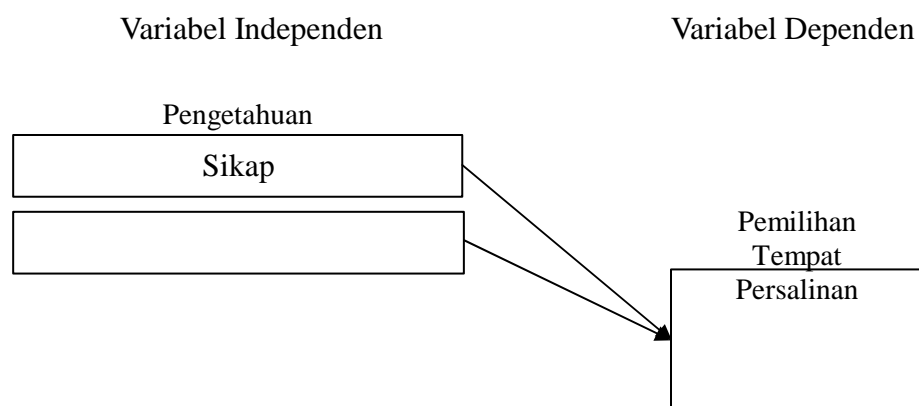 Variabel Independen
Variabel Dependen
Pengetahuan
Sikap
Pemilihan
Tempat
Persalinan